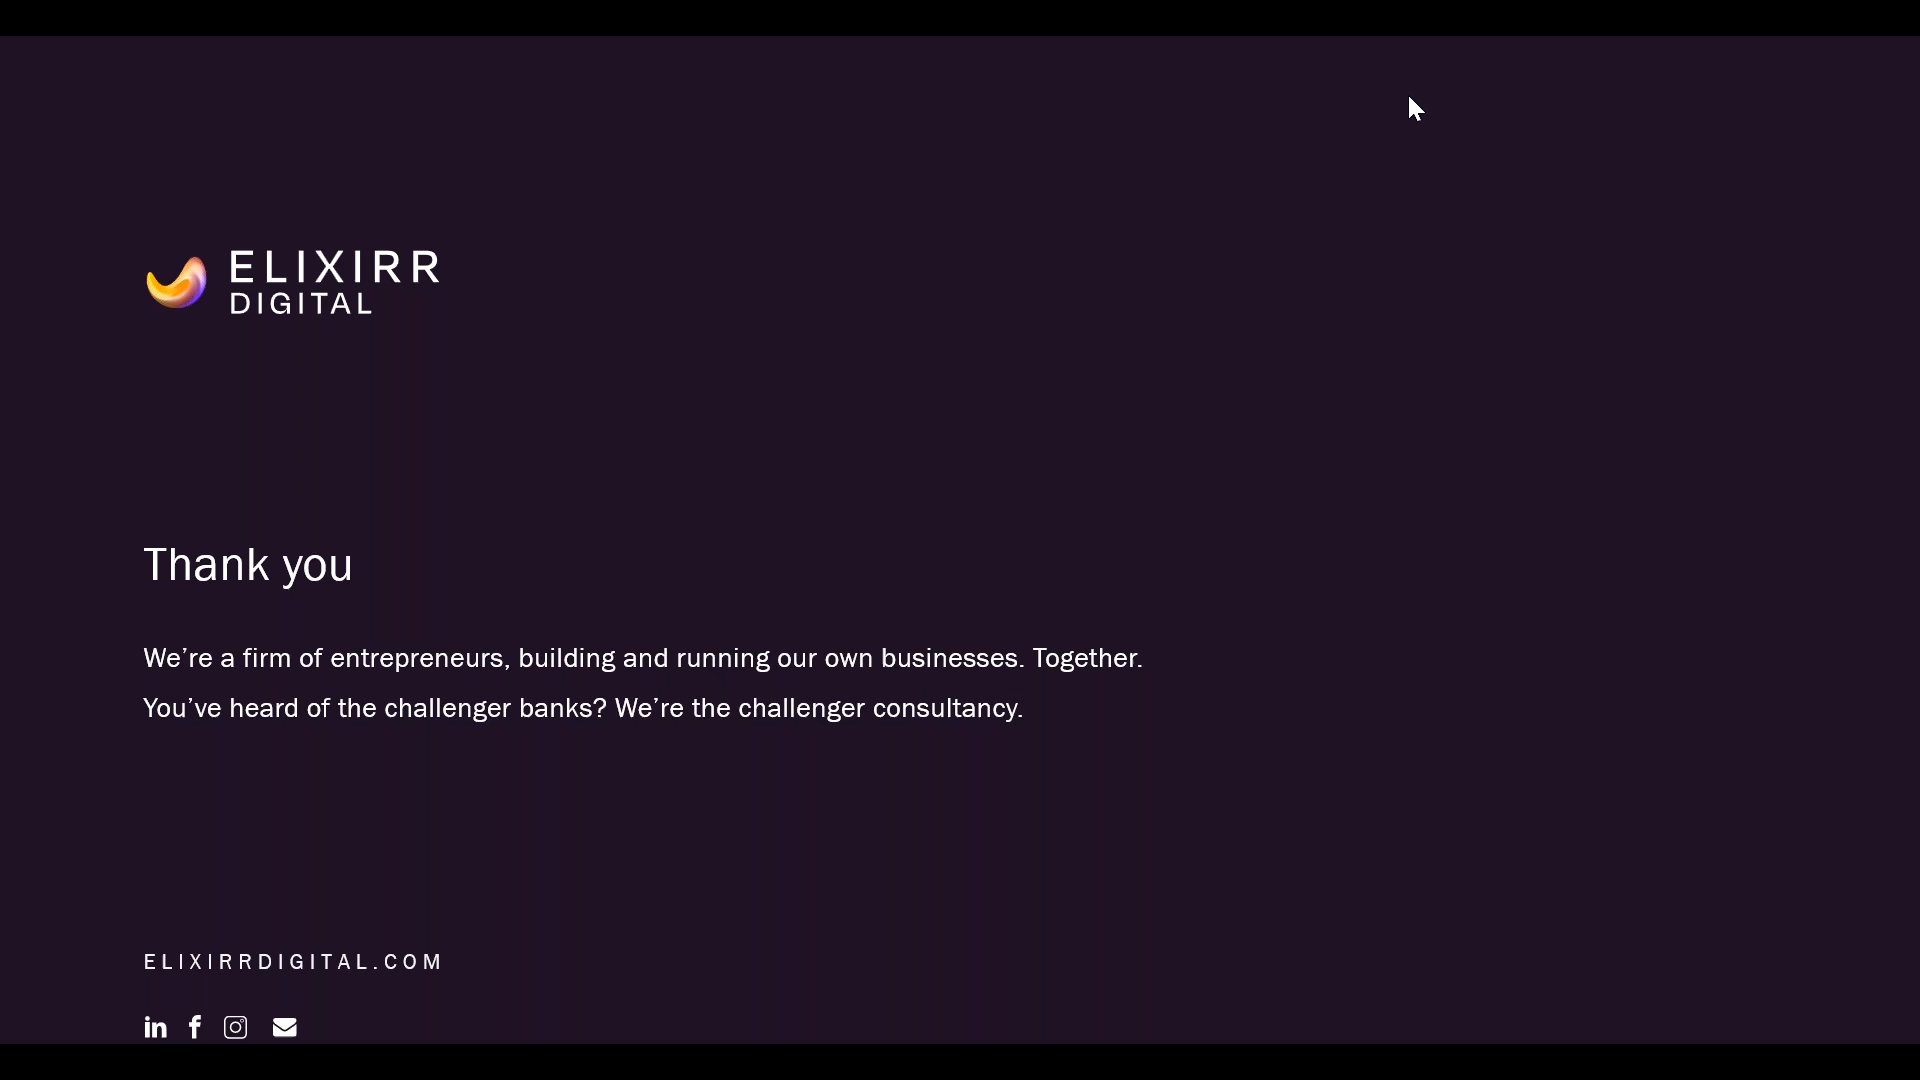 ELIXIRR
DIGITAL
Thank you
We’re a firm of entrepreneurs, building and running our own businesses. Together.
You’ve heard of the challenger banks? We’re the challenger consultancy.
ELIXIRRDIGITAL.COM
in f